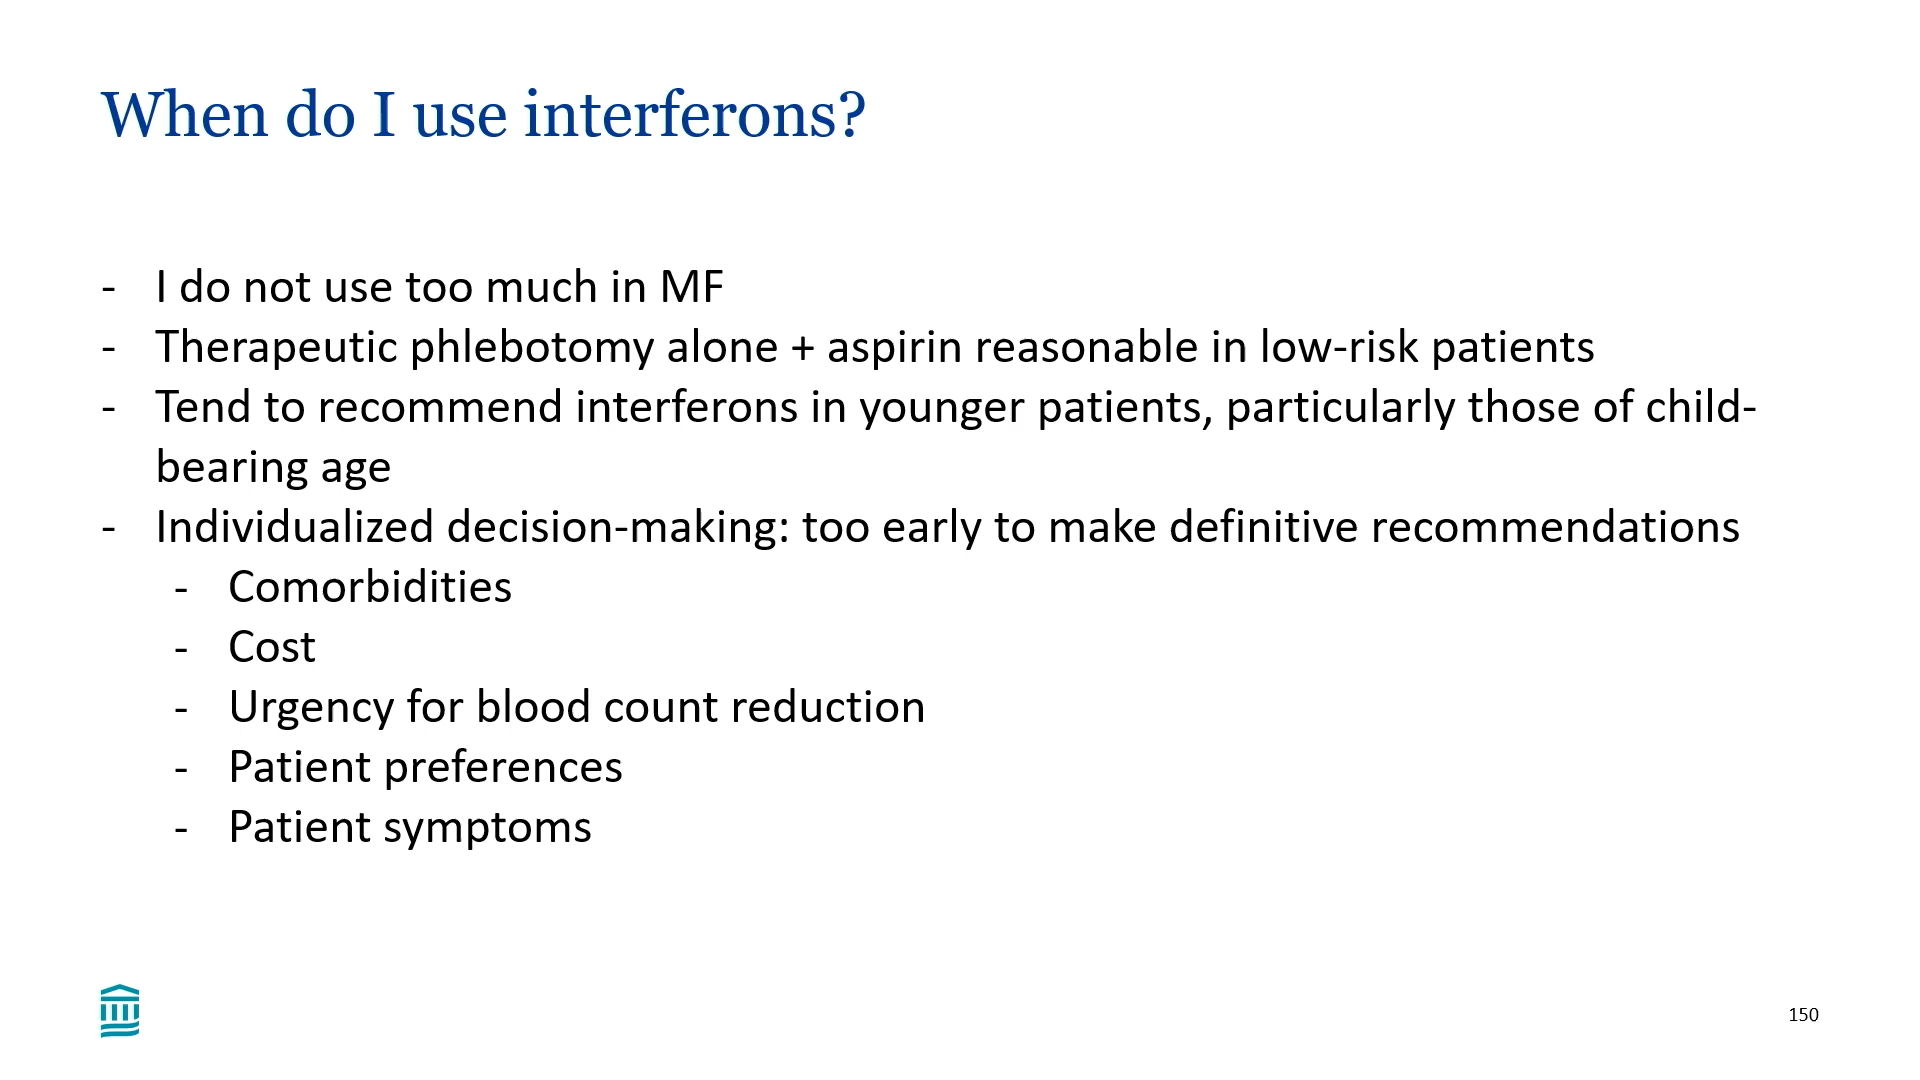 When do I use interferons?
- I do not use too much in MF
- Therapeutic phlebotomy alone + aspirin reasonable in low-risk patients
- Tend to recommend interferons in younger patients, particularly those of child-
bearing age
- Individualized decision-making: too early to make definitive recommendations
- Comorbidities
- Cost
- Urgency for blood count reduction
- Patient preferences
- Patient symptoms
150